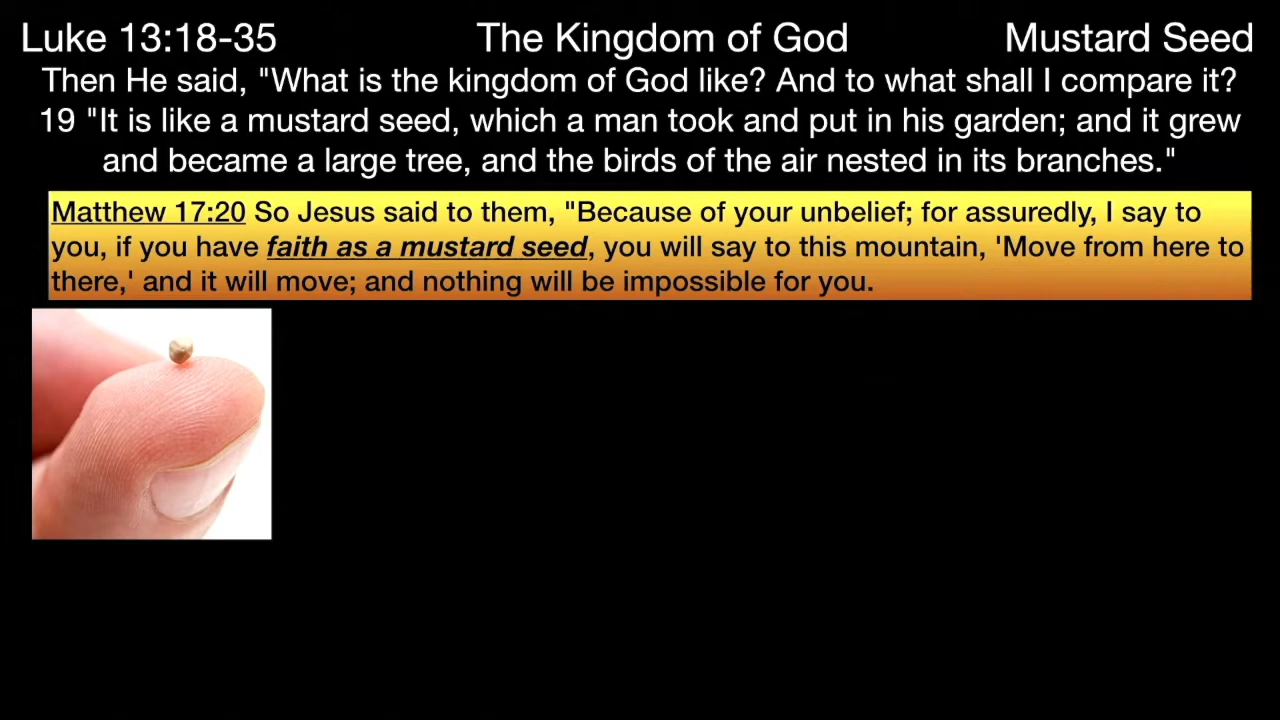 Luke 13:18-35 The Kingdom of God Mustard Seed
Then He said, "What is the kingdom of God like? And to what shall I compare it?
19 "It is like a mustard seed, which a man took and put in his garden; and it grew
and became a large tree, and the birds of the air nested in its branches."
Matthew 17:20 So Jesus said to them, "Because of your unbelief; for assuredly, I say to
you, if you have faith as a mustard seed, you will say to this mountain, 'Move from here to
there,' and it will move; and nothing will be impossible for you.